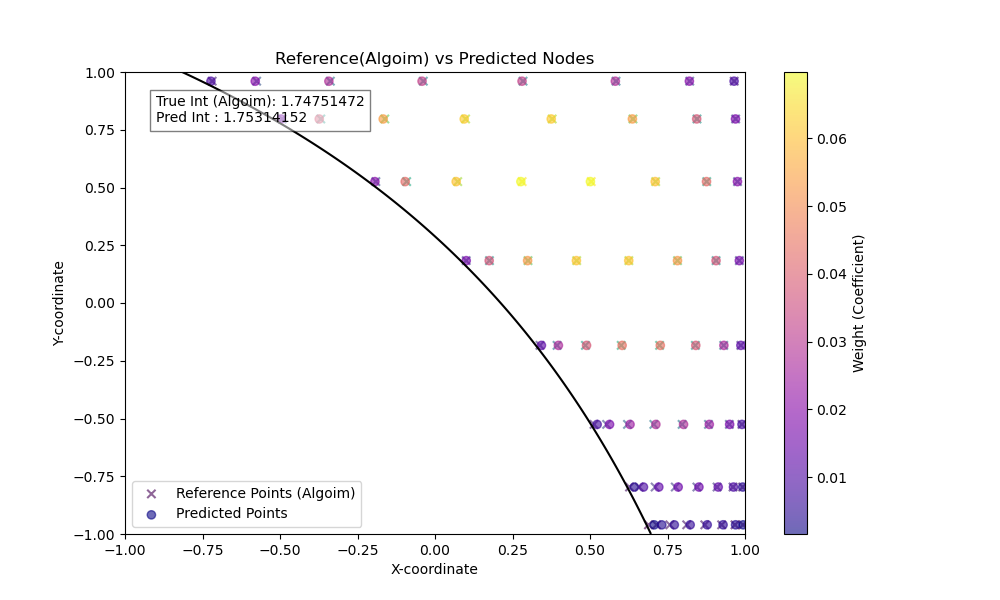 Reference(Algoim) vs Predicted Nodes
True Int (Algoim): 1.74751472
Pred Int : 1.75314152
1.00
0.75
0.50
0.25
0.00
−0.25
−0.50
−0.75
−1.00
Y-coordinate
Reference Points (Algoim)
Predicted Points
−1.00 −0.75 −0.50 −0.25 0.00 0.25 0.50 0.75 1.00
X-coordinate
0.06
0.05
0.04
0.03
0.02
0.01
Weight (Coefficient)